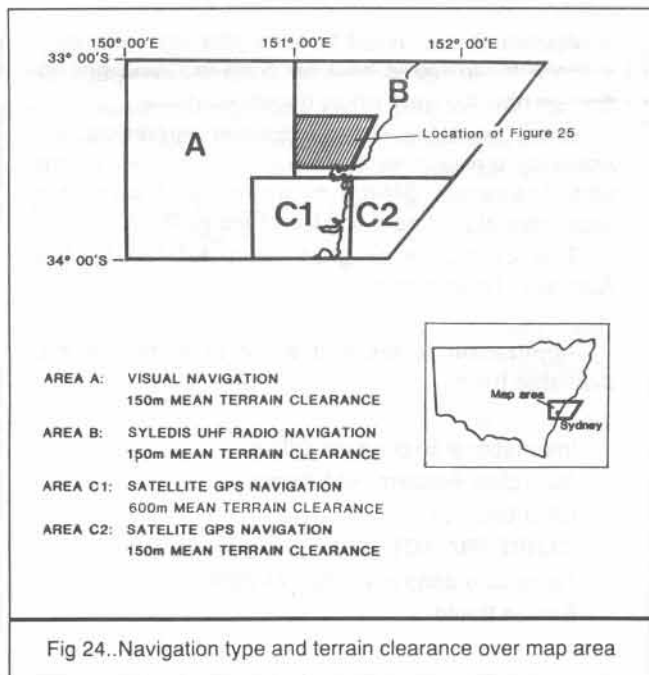 150° 00'E 151° 00'E 152° 00'E
33° 00'S
B
Location of Figure 25
A
C1 C2
34° 00'S
Map area
Sydney
AREA A: VISUAL NAVIGATION
150m MEAN TERRAIN CLEARANCE
AREA B: SYLEDIS UHF RADIO NAVIGATION
150m MEAN TERRAIN CLEARANCE
AREA C1: SATELLITE GPS NAVIGATION
600m MEAN TERRAIN CLEARANCE
AREA C2: SATELITE GPS NAVIGATION
150m MEAN TERRAIN CLEARANCE
Fig 24..Navigation type and terrain clearance over map area